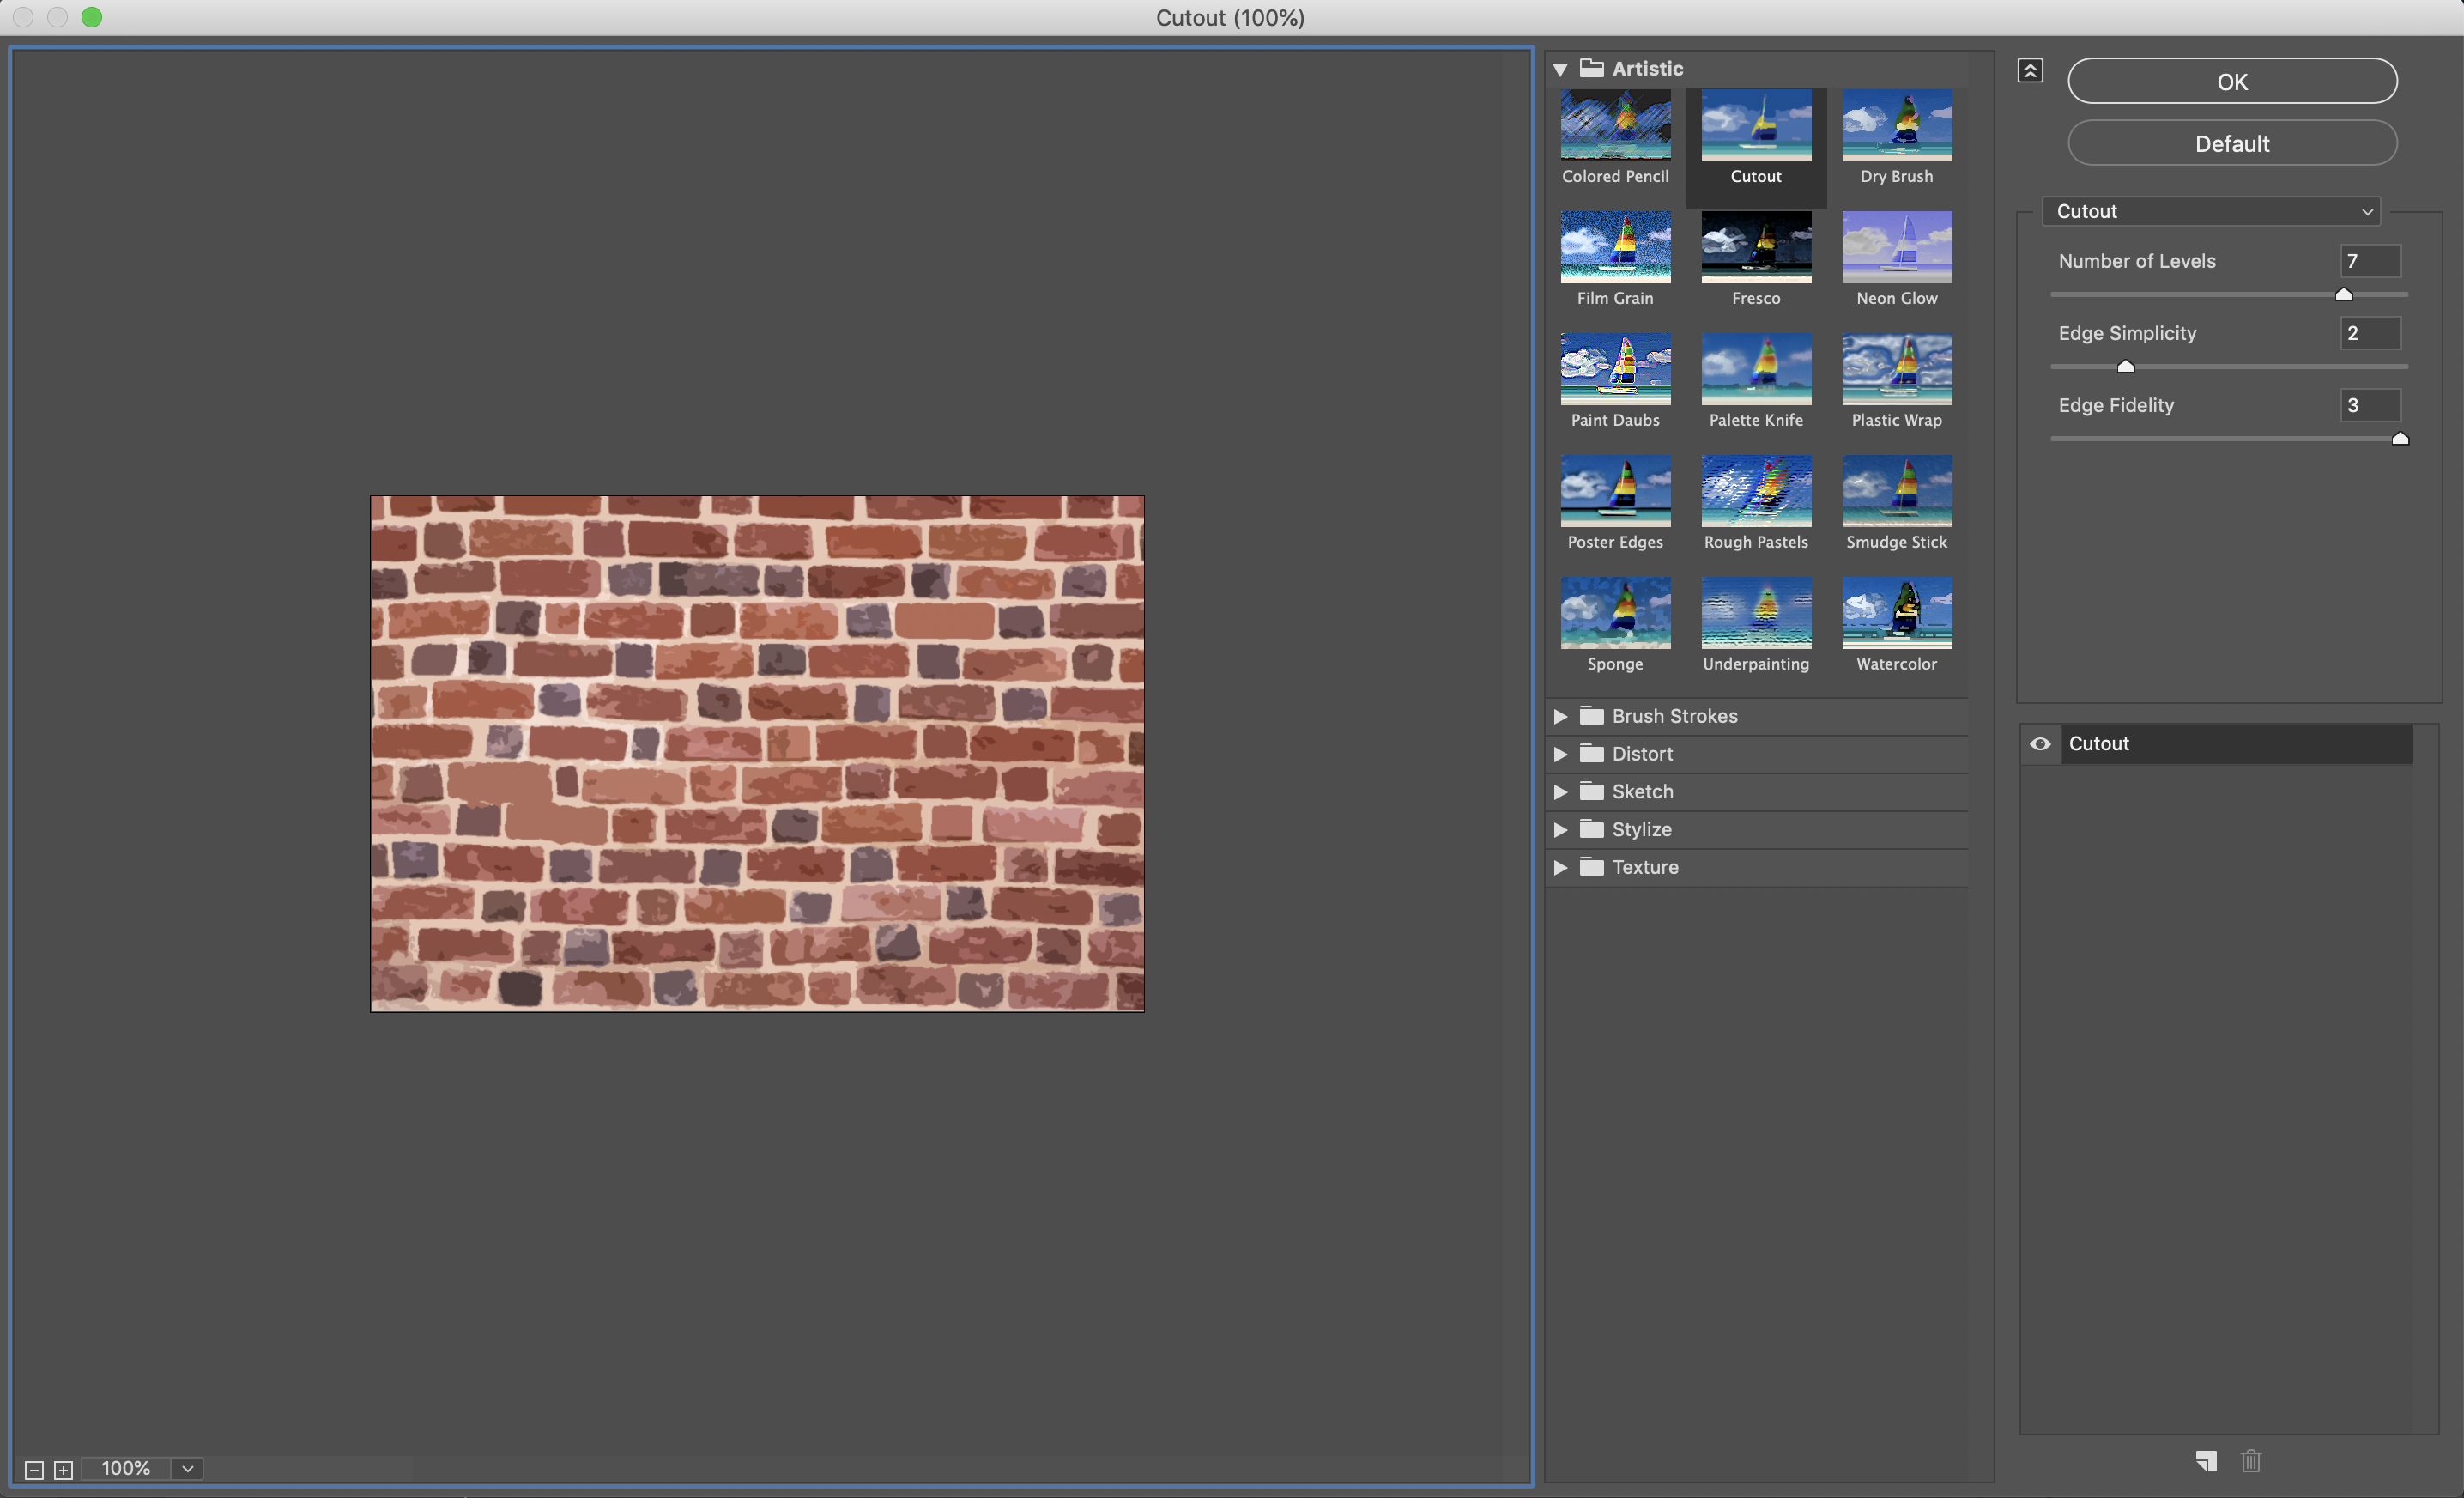 Cutout (100%)
Artistic
Colored Pencil
Cutout
Dry Brush
Film Grain
Fresco
Neon Glow
Paint Daubs
Palette Knife
Plastic Wrap
Poster Edges
Rough Pastels
Smudge Stick
Sponge
Underpainting
Watercolor
Brush Strokes
Distort
Sketch
Stylize
Texture
OK
Default
Cutout
Number of Levels 7
Edge Simplicity 2
Edge Fidelity 3
Cutout
100%